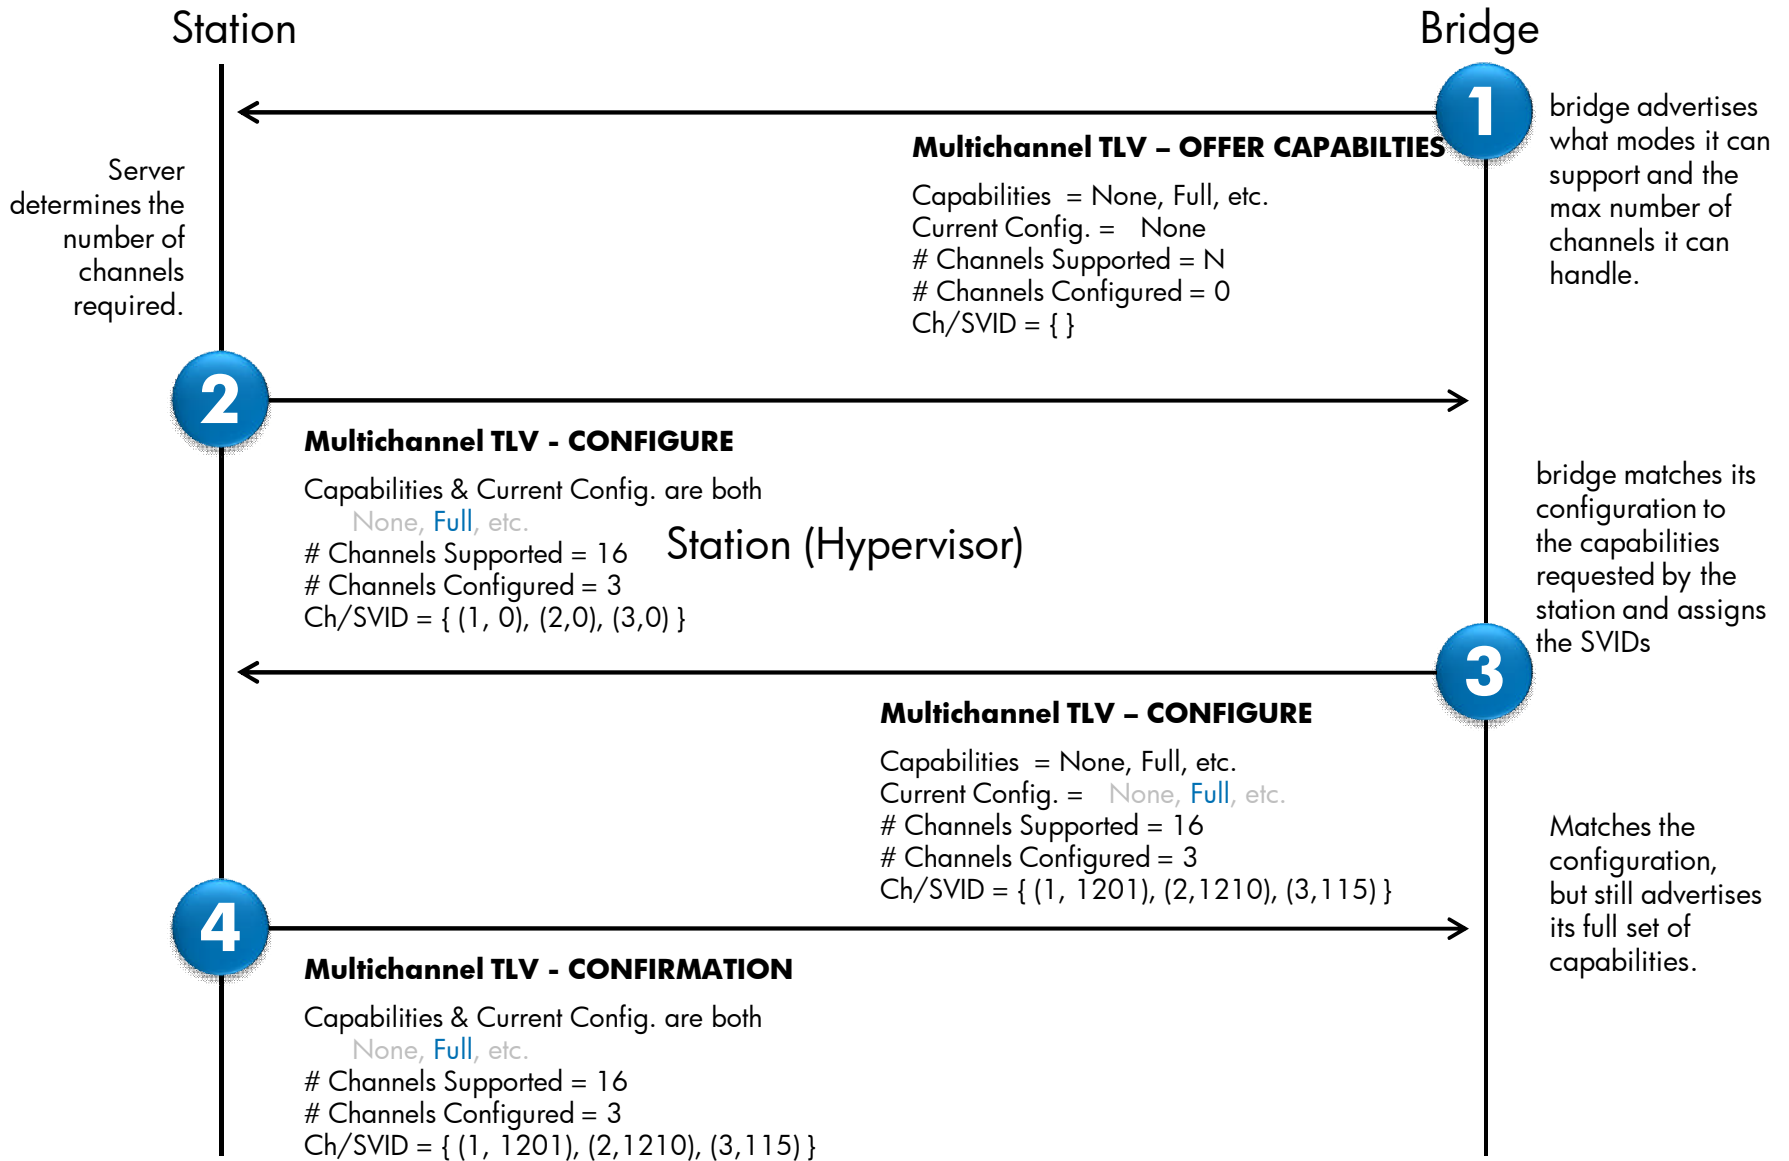 Station
Bridge
1
bridge advertises
what modes it can
support and the
max number of
channels it can
handle.
Multichannel TLV – OFFER CAPABILTIES
Capabilities = None, Full, etc.
Current Config. = None
# Channels Supported = N
# Channels Configured = 0
Ch/SVID = { }
Server
determines the
number of
channels
required.
2
Multichannel TLV - CONFIGURE
Capabilities & Current Config. are both
None, Full, etc.
# Channels Supported = 16
# Channels Configured = 3
Ch/SVID = { (1, 0), (2,0), (3,0) }
Station (Hypervisor)
bridge matches its
configuration to
the capabilities
requested by the
station and assigns
the SVIDs
3
Multichannel TLV – CONFIGURE
Capabilities = None, Full, etc.
Current Config. = None, Full, etc.
# Channels Supported = 16
# Channels Configured = 3
Ch/SVID = { (1, 1201), (2,1210), (3,115) }
Matches the
configuration,
but still advertises
its full set of
capabilities.
4
Multichannel TLV - CONFIRMATION
Capabilities & Current Config. are both
None, Full, etc.
# Channels Supported = 16
# Channels Configured = 3
Ch/SVID = { (1, 1201), (2,1210), (3,115) }